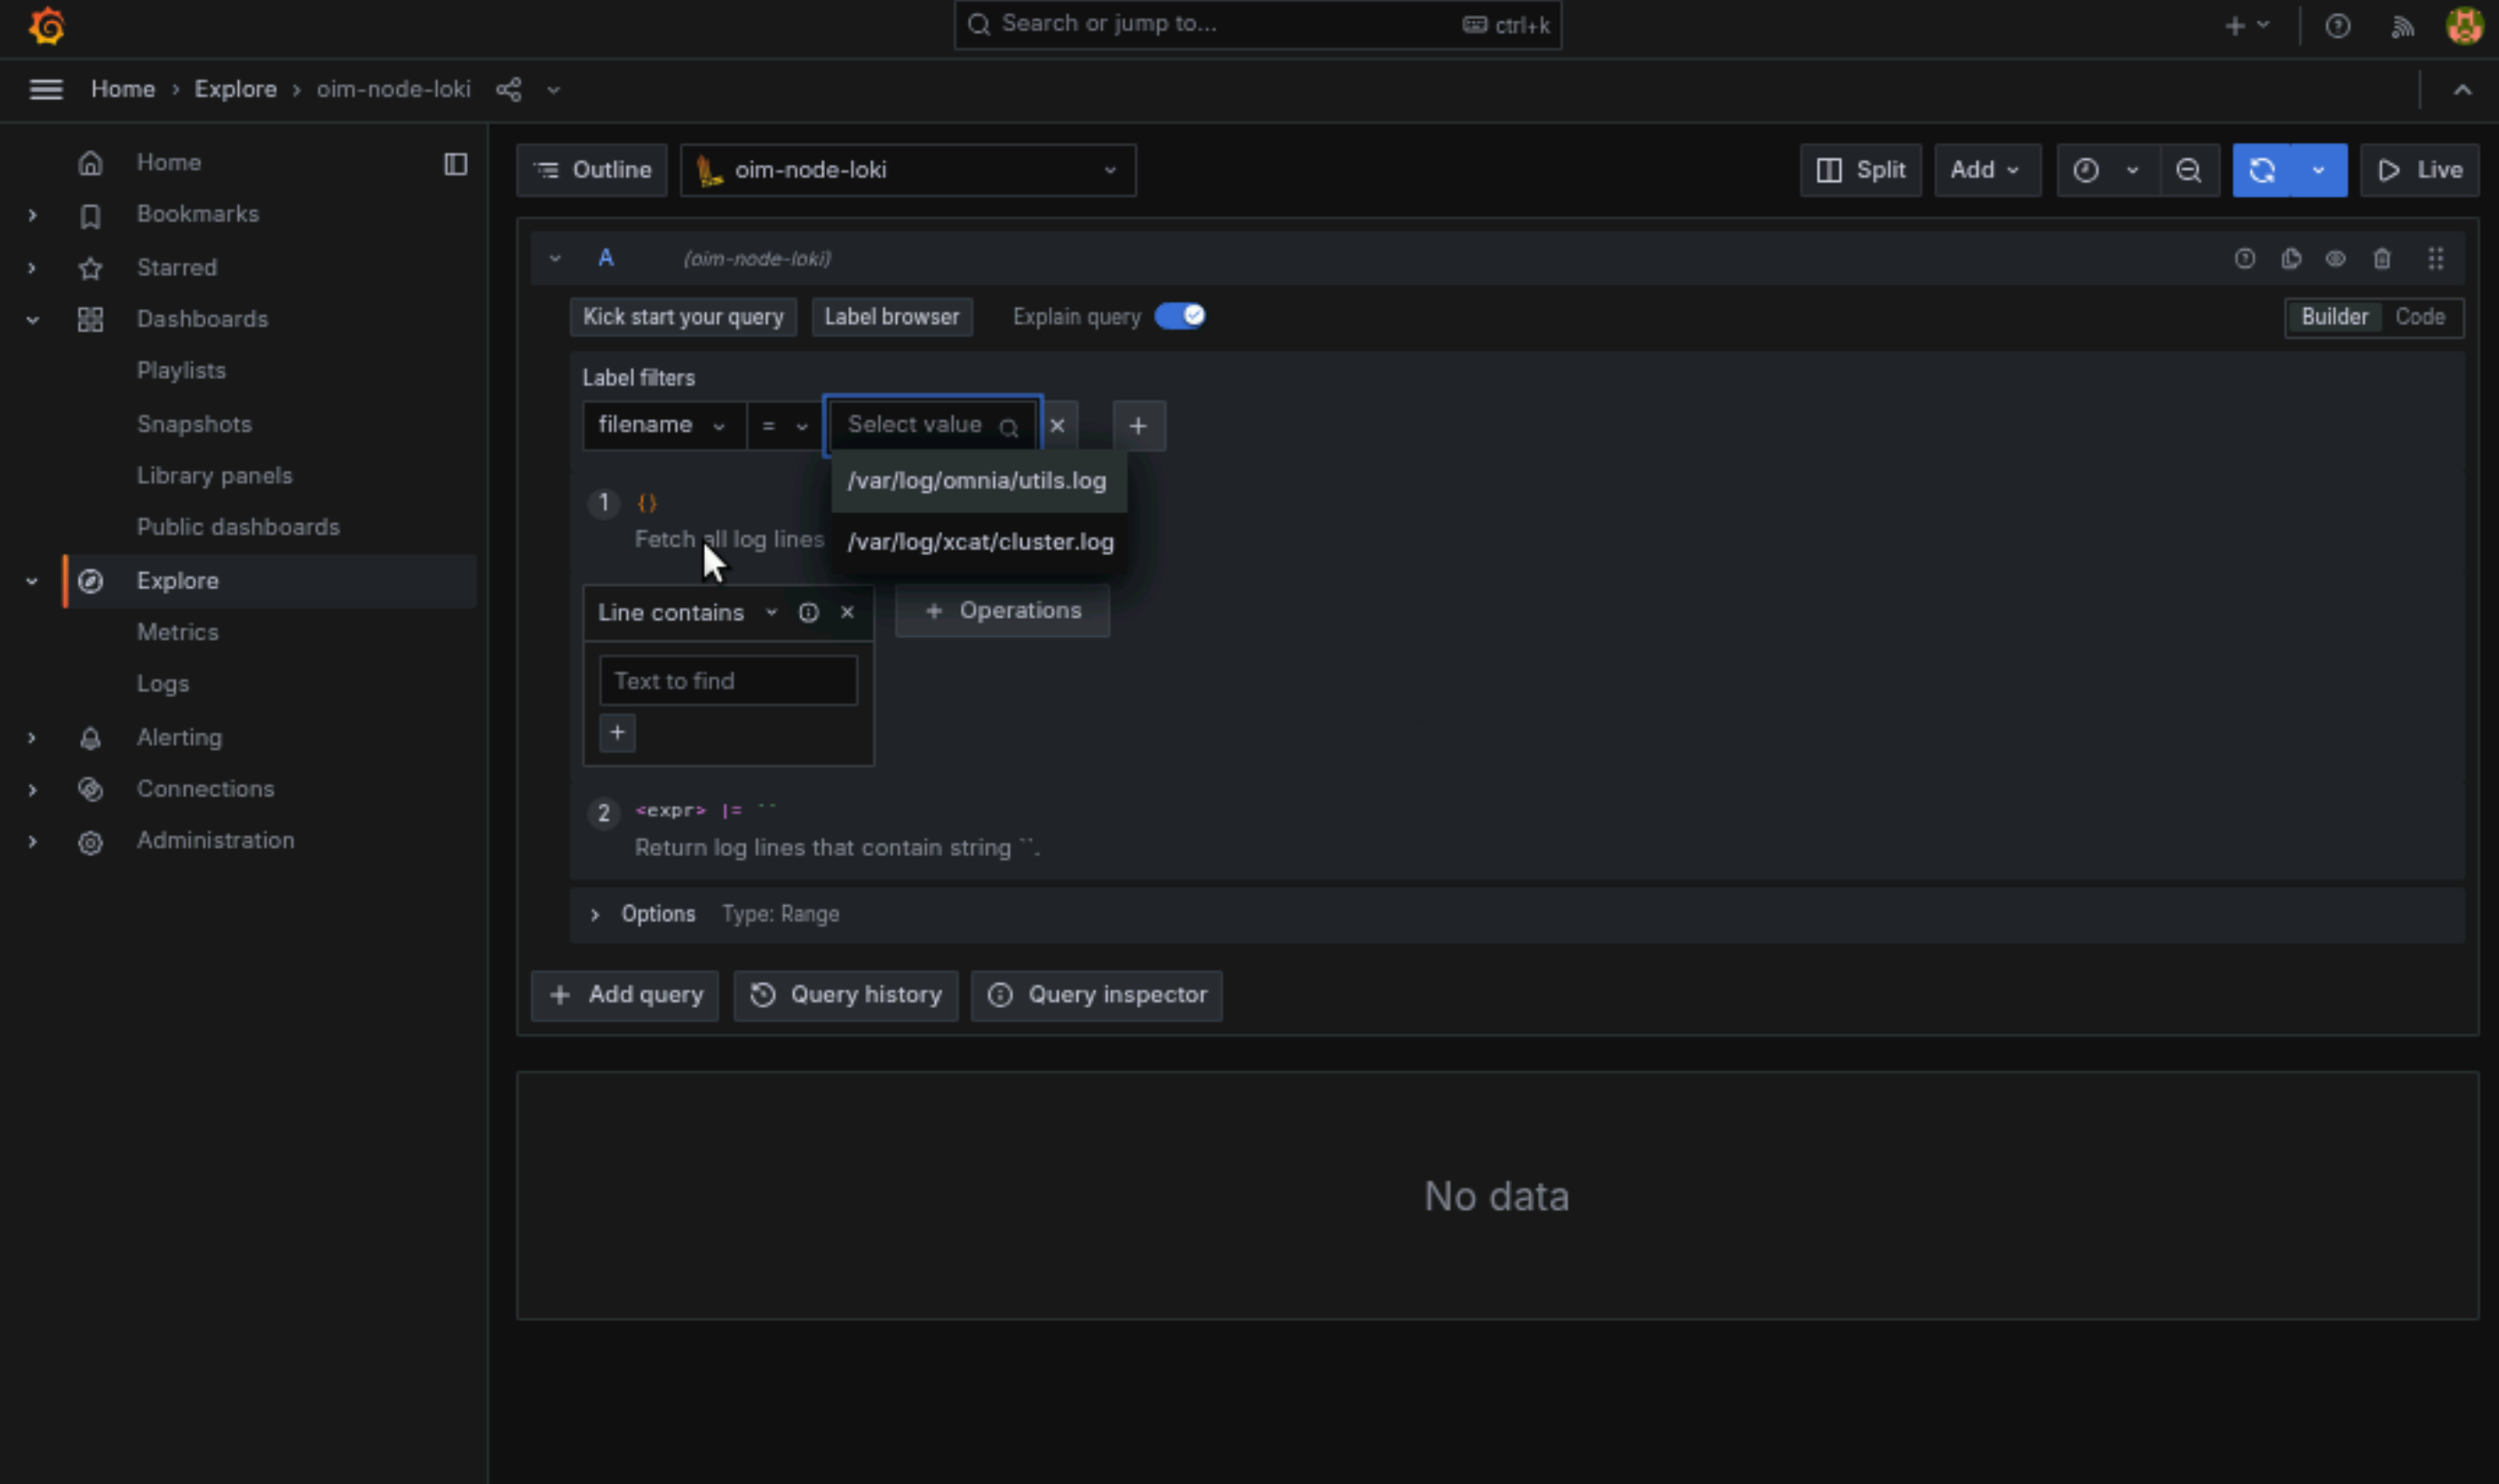 Search or jump to...
ctrl+k
Home › Explore › oim-node-loki
Home
Bookmarks
Starred
Dashboards
Playlists
Snapshots
Library panels
Public dashboards
Explore
Metrics
Logs
Alerting
Connections
Administration
Outline
oim-node-loki
Split
Add
Live
A (oim-node-loki)
Kick start your query
Label browser
Explain query
Builder
Code
Label filters
filename
=
Select value
/var/log/omnia/utils.log
/var/log/xcat/cluster.log
1 {}
Fetch all log lines
Line contains
+ Operations
Text to find
+
2 <expr> |= ``
Return log lines that contain string ``.
Options Type: Range
+ Add query
Query history
Query inspector
No data